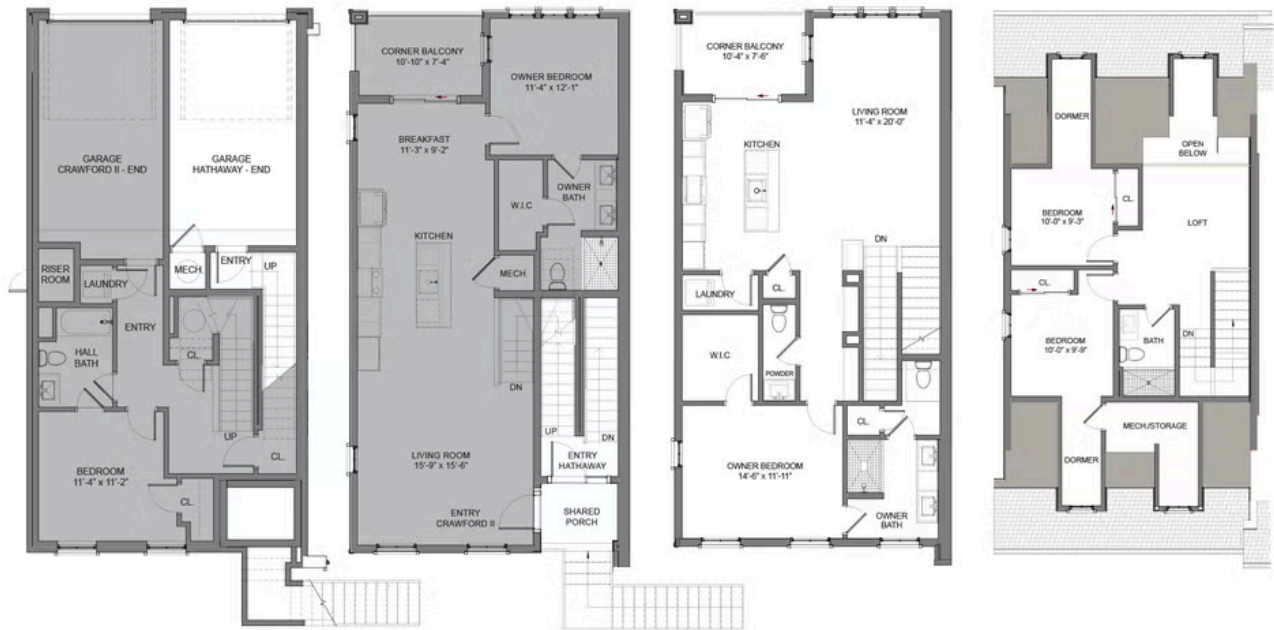 GARAGE
CRAWFORD II - END
GARAGE
HATHAWAY - END
RISER
ROOM
LAUNDRY
MECH.
ENTRY
UP
ENTRY
HALL
BATH
CL.
UP
CL.
BEDROOM
11'-4" x 11'-2"
CL.
CORNER BALCONY
10'-10" x 7'-4"
OWNER BEDROOM
11'-4" x 12'-1"
BREAKFAST
11'-3" x 9'-2"
OWNER
BATH
W.I.C
KITCHEN
MECH.
DN
UP
DN
LIVING ROOM
15'-9" x 15'-6"
ENTRY
HATHAWAY
ENTRY
CRAWFORD II
SHARED
PORCH
CORNER BALCONY
10'-4" x 7'-6"
LIVING ROOM
11'-4" x 20'-0"
KITCHEN
DN
LAUNDRY
CL.
W.I.C
POWDER
CL.
OWNER BEDROOM
14'-6" x 11'-11"
OWNER
BATH
DORMER
OPEN
BELOW
CL.
BEDROOM
10'-0" x 9'-3"
LOFT
CL.
BEDROOM
10'-0" x 9'-9"
BATH
DN
MECH./STORAGE
DORMER